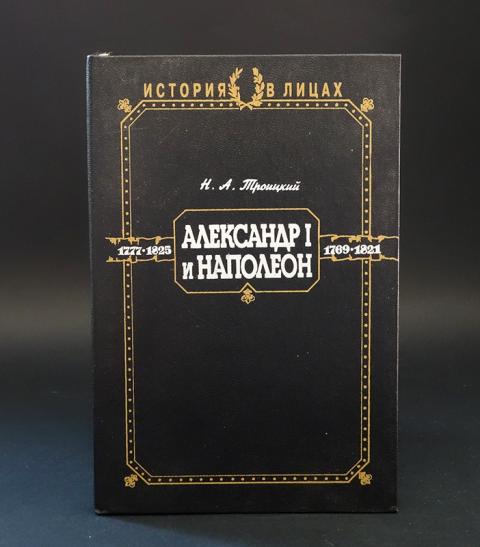 ИСТОРИЯ В ЛИЦАХ
Н. А. Троицкий
АЛЕКСАНДР I
1777·1825
1769·1821
И НАПОЛЕОН